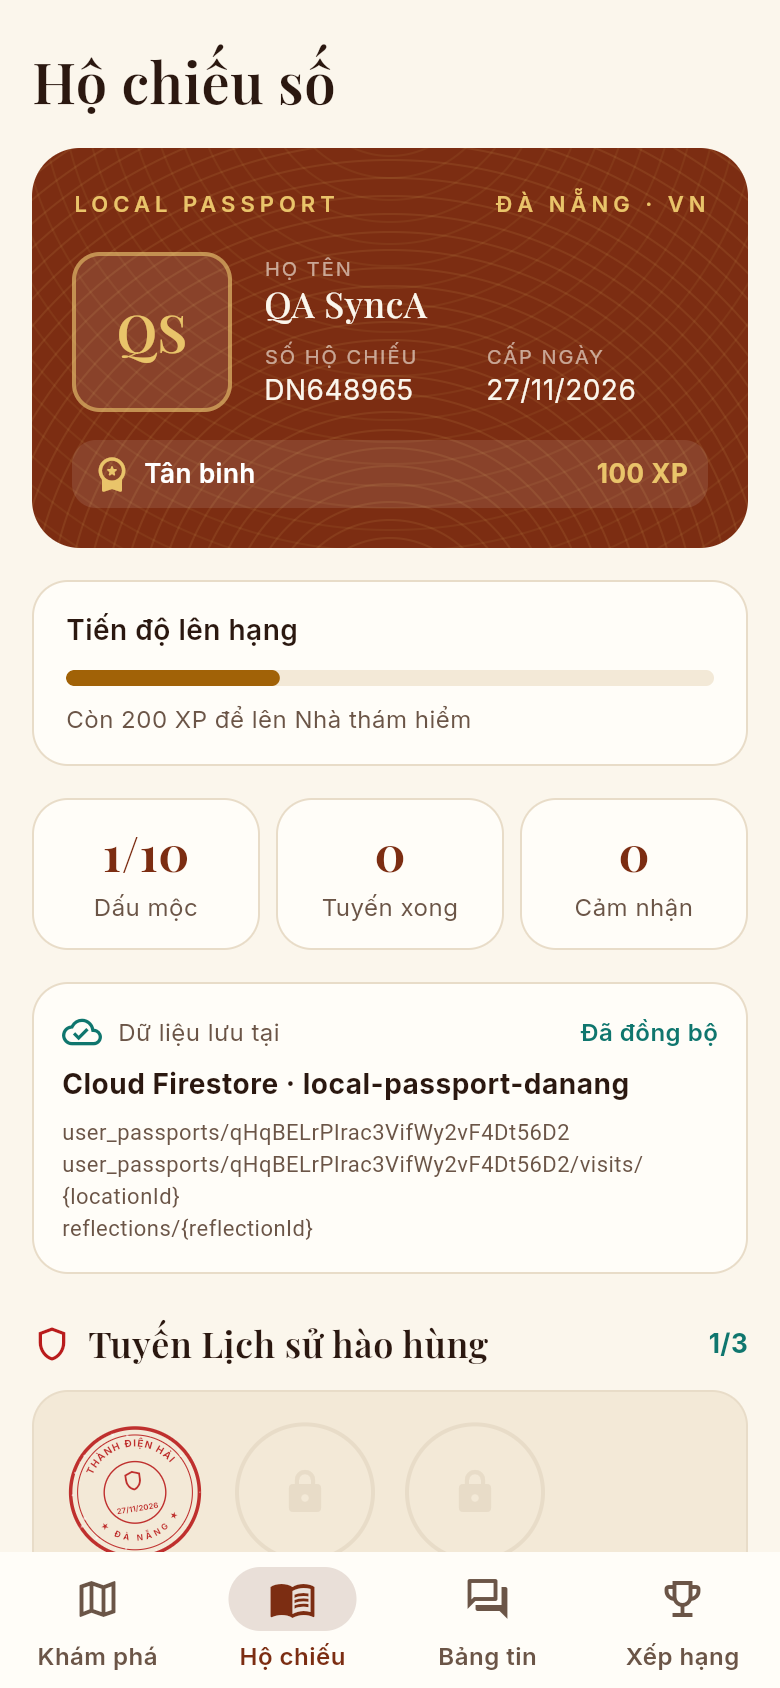 Hộ chiếu số
LOCAL PASSPORT
ĐÀ NẴNG · VN
QS
HỌ TÊN
QA SyncA
SỐ HỘ CHIẾU
CẤP NGÀY
DN648965
27/11/2026
Tân binh
100 XP
Tiến độ lên hạng
Còn 200 XP để lên Nhà thám hiểm
1/10
Dấu mộc
0
Tuyến xong
0
Cảm nhận
Dữ liệu lưu tại
Đã đồng bộ
Cloud Firestore · local-passport-danang
user_passports/qHqBELrPIrac3VifWy2vF4Dt56D2
user_passports/qHqBELrPIrac3VifWy2vF4Dt56D2/visits/
{locationId}
reflections/{reflectionId}
Tuyến Lịch sử hào hùng
1/3
THÀNH ĐIỆN HẢI
27/11/2026
★ ĐÀ NẴNG ★
Khám phá
Hộ chiếu
Bảng tin
Xếp hạng